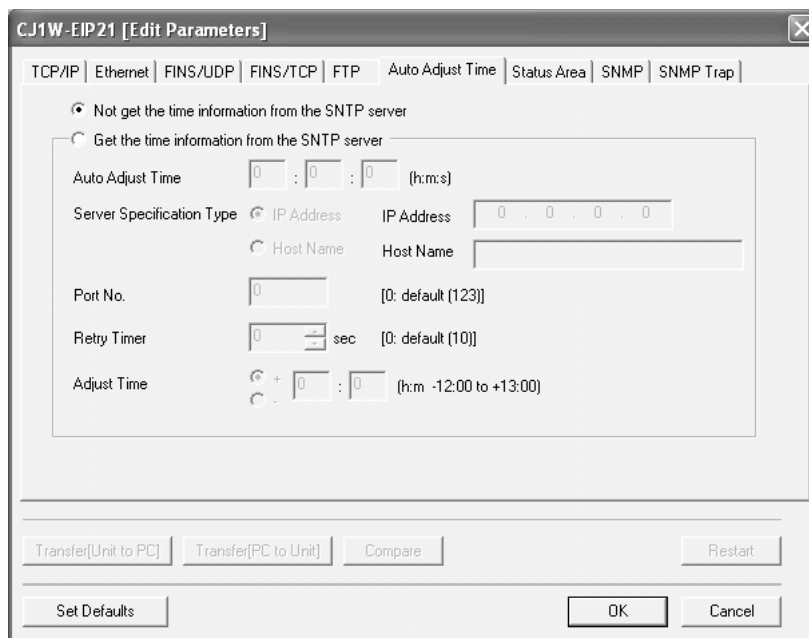 CJ1W-EIP21 [Edit Parameters]
TCP/IP Ethernet FINS/UDP FINS/TCP FTP Auto Adjust Time Status Area SNMP SNMP Trap
Not get the time information from the SNTP server
Get the time information from the SNTP server
Auto Adjust Time 0 : 0 : 0 (h:m:s)
Server Specification Type IP Address IP Address 0 . 0 . 0 . 0
Host Name Host Name
Port No. 0 [0: default (123)]
Retry Timer 0 sec [0: default (10)]
Adjust Time + 0 : 0 (h:m -12:00 to +13:00)
-
Transfer[Unit to PC] Transfer[PC to Unit] Compare Restart
Set Defaults OK Cancel